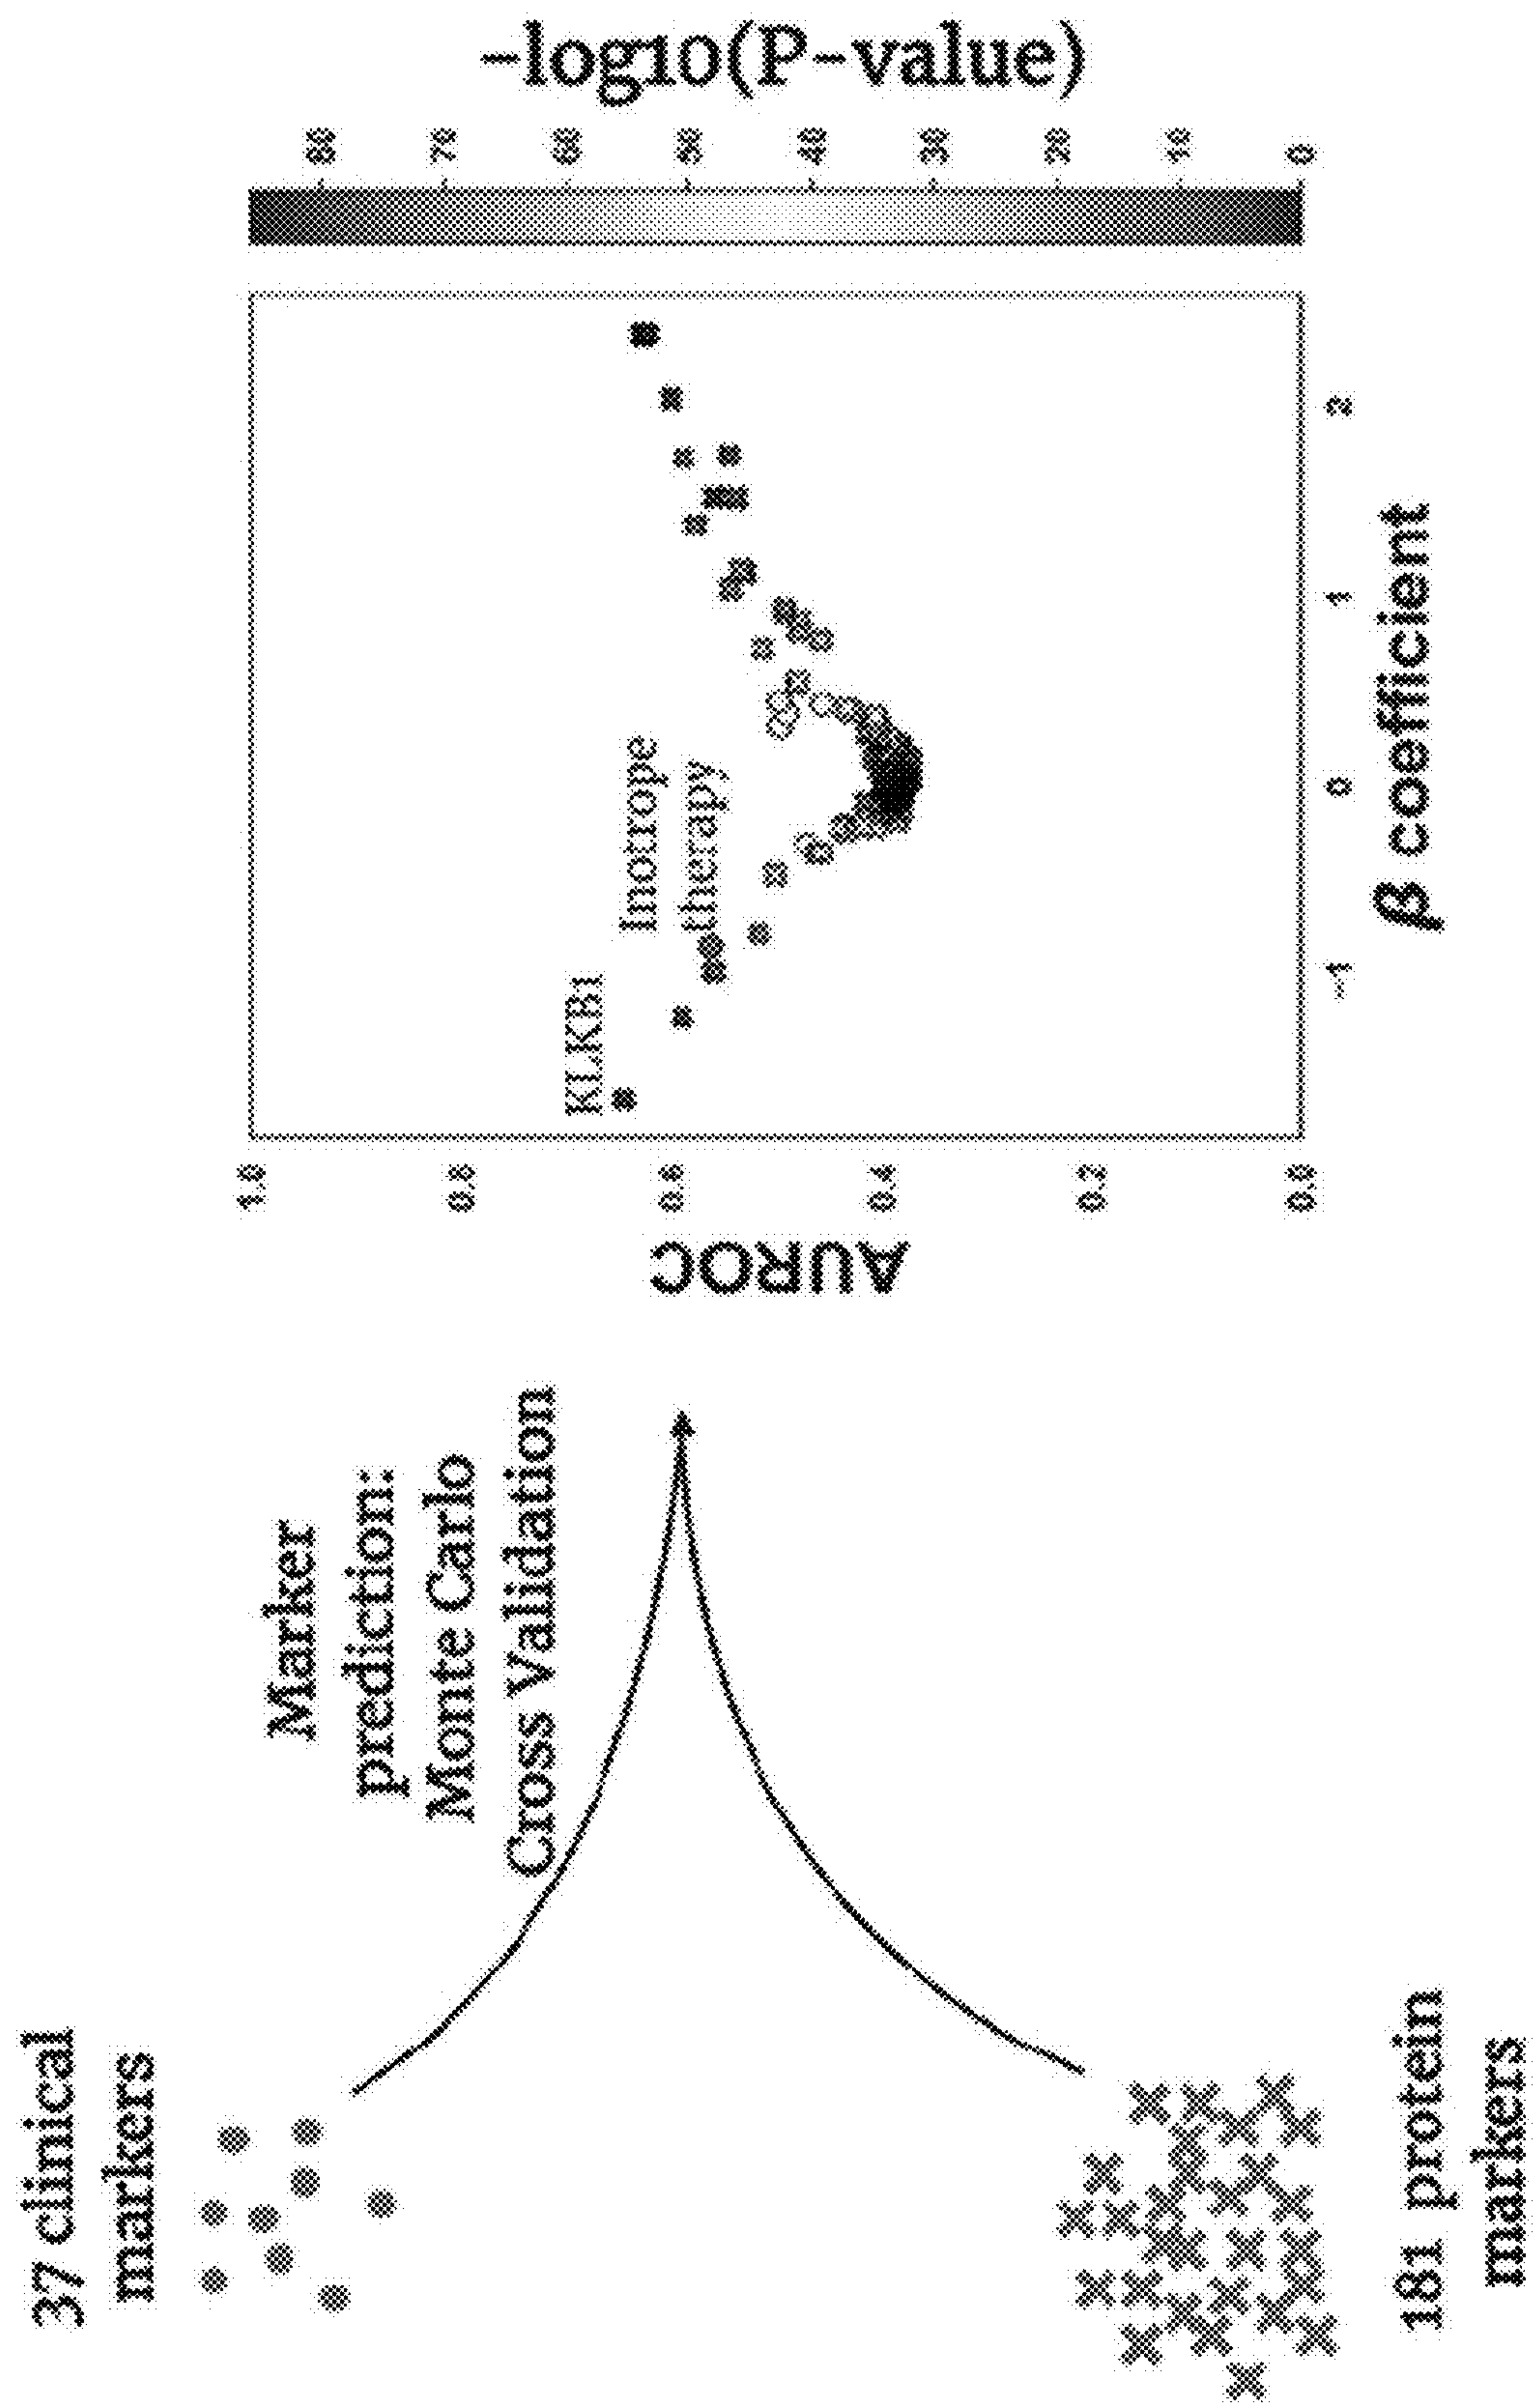 37 clinical
markers
181 protein
markers
Marker
prediction:
Monte Carlo
Cross Validation
AUROC
1.0
0.8
0.6
0.4
0.2
0.0
KLKB1
Inotrope
therapy
−1
0
1
2
β coefficient
80
70
60
50
40
30
20
10
0
−log10(P−value)